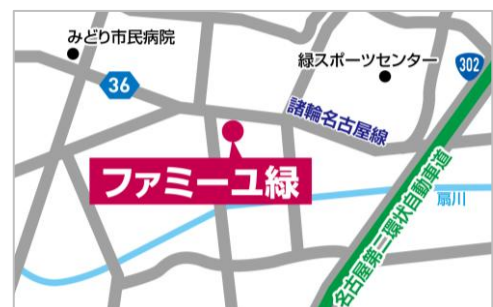 みどり市民病院
緑スポーツセンター
302
36
諸輪名古屋線
ファミーユ緑
名古屋第二環状自動車道
扇川